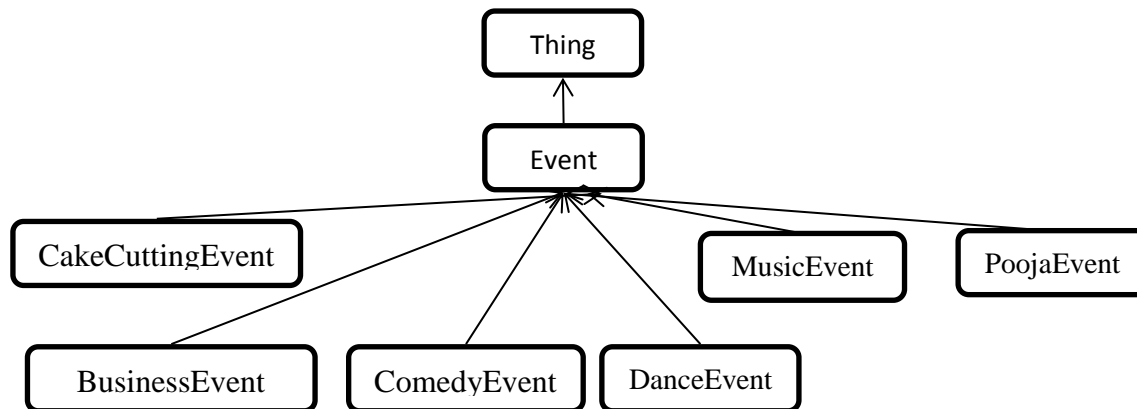 Thing
Event
CakeCuttingEvent
MusicEvent
PoojaEvent
BusinessEvent
ComedyEvent
DanceEvent